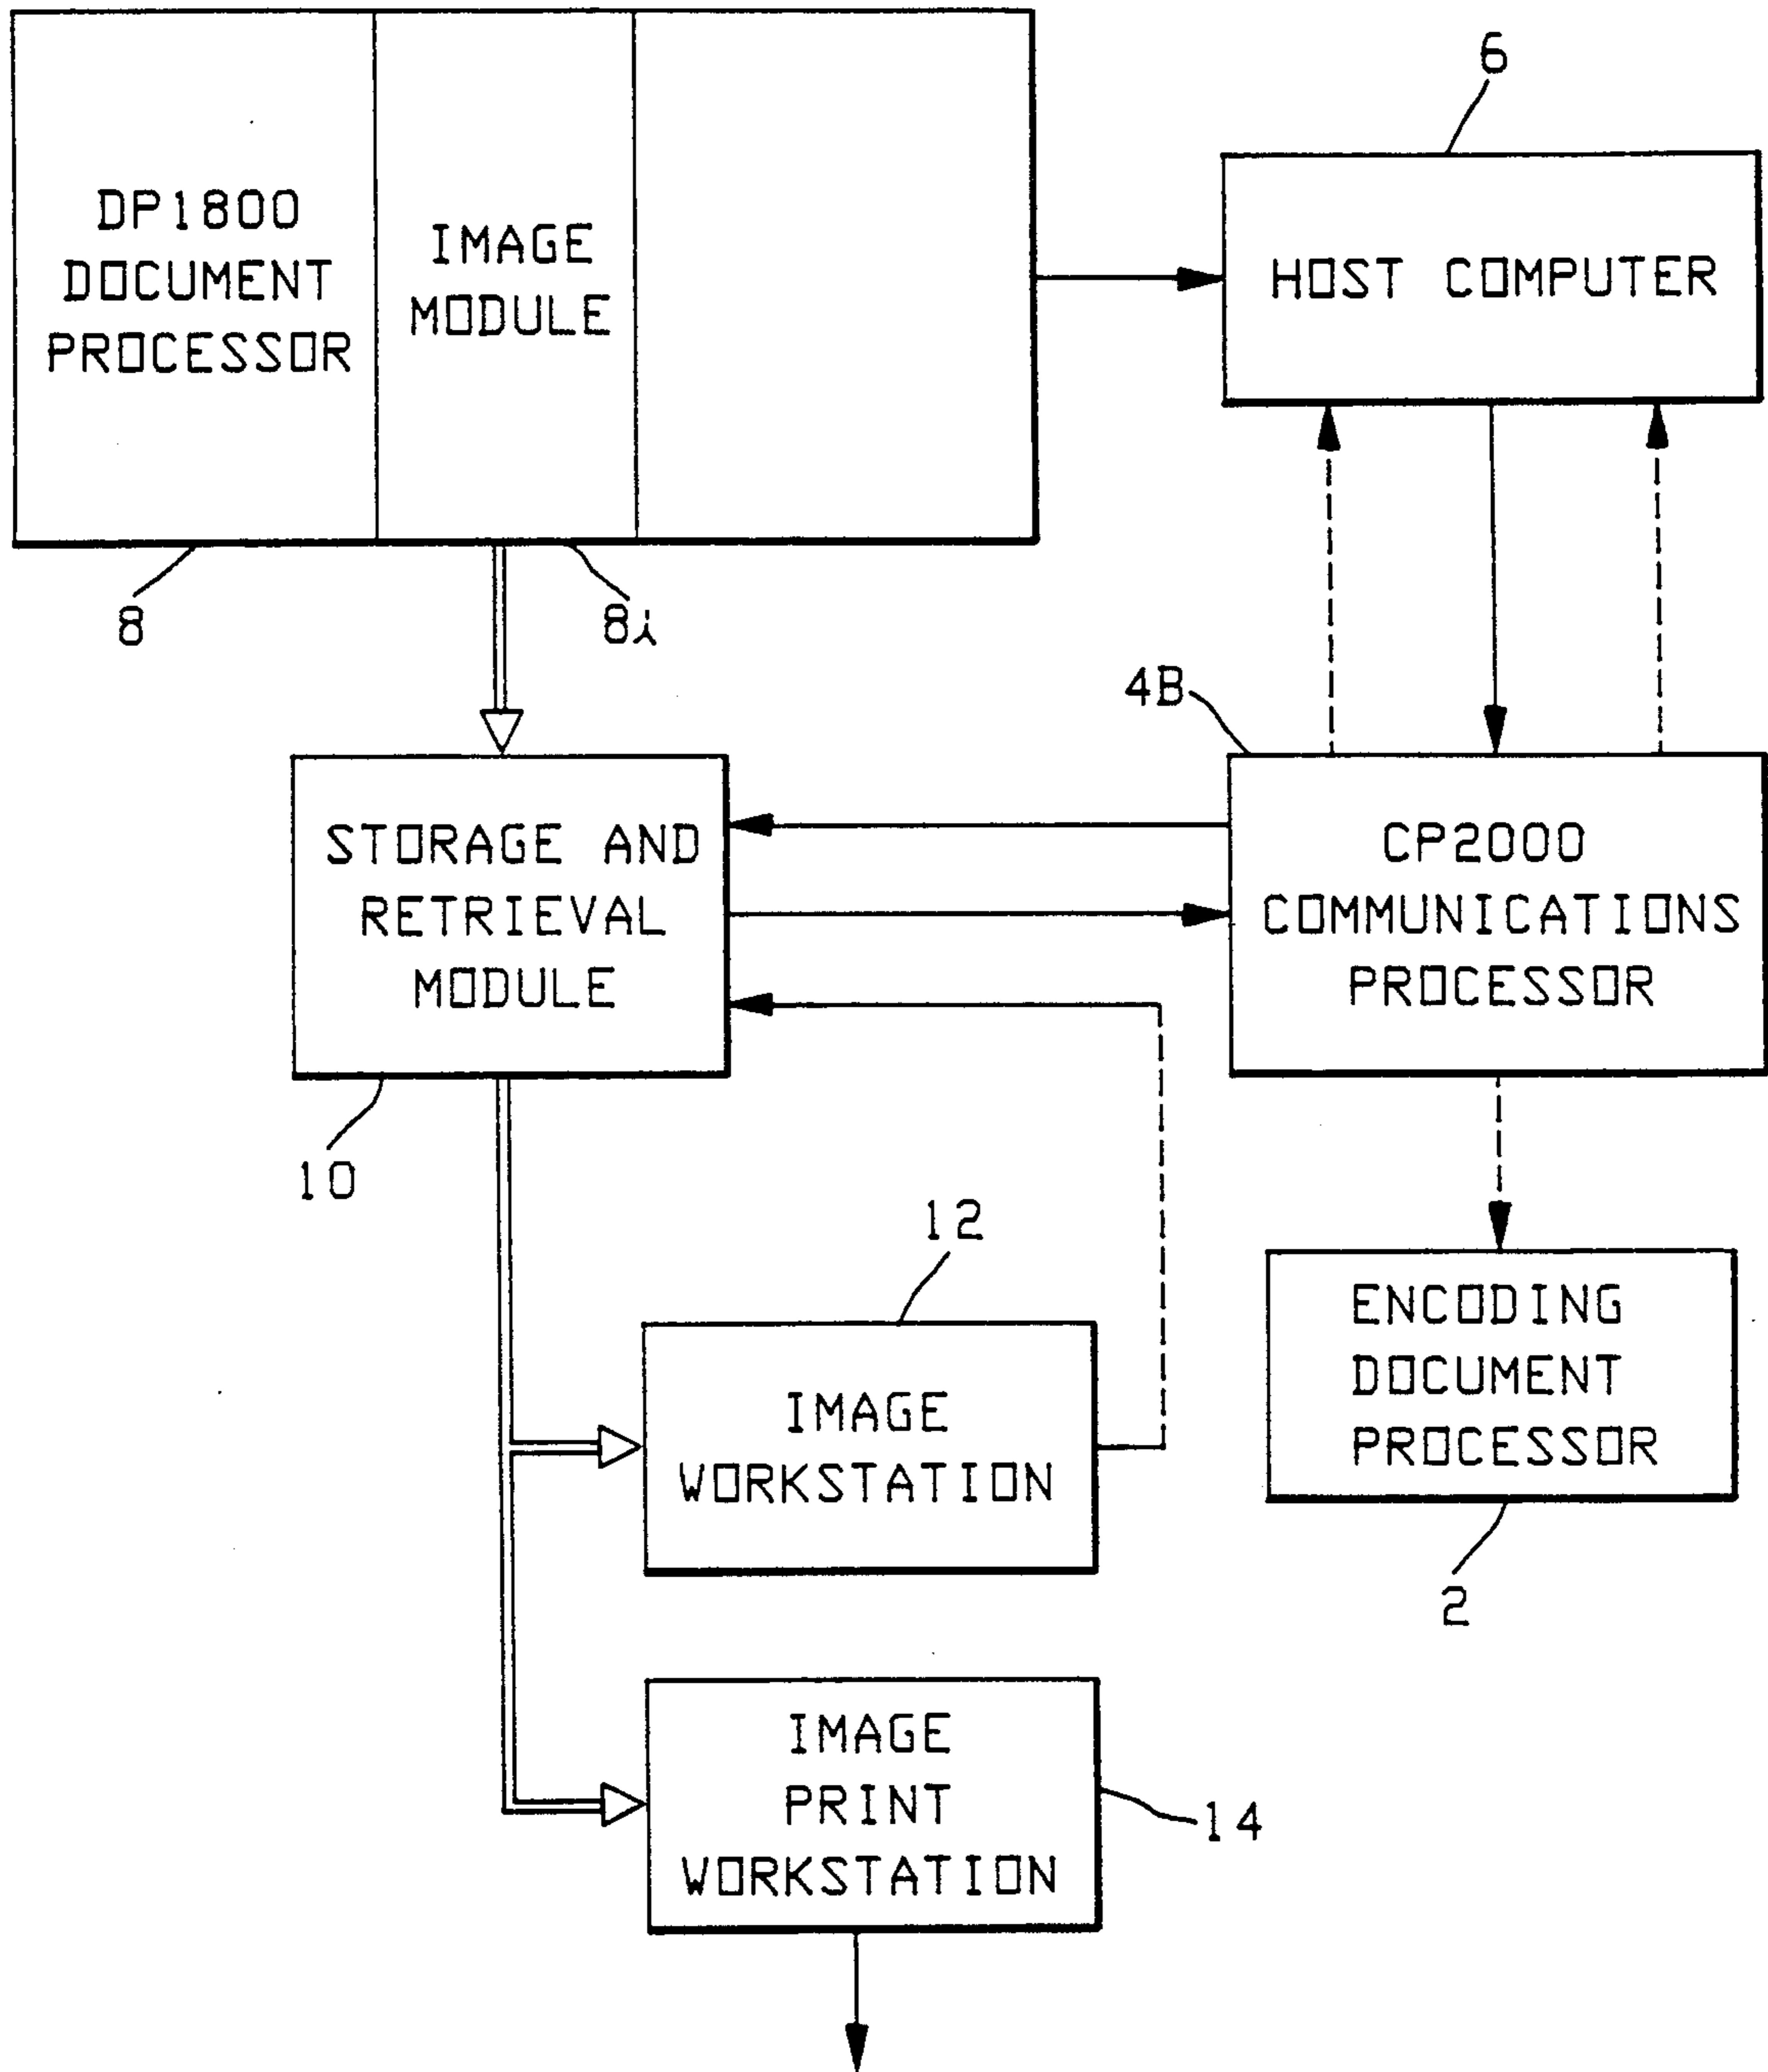 6
DP1800
DOCUMENT
PROCESSOR
IMAGE
MODULE
HOST COMPUTER
8
8i
4B
STORAGE AND
RETRIEVAL
MODULE
CP2000
COMMUNICATIONS
PROCESSOR
10
12
ENCODING
DOCUMENT
PROCESSOR
IMAGE
WORKSTATION
2
IMAGE
PRINT
WORKSTATION
14